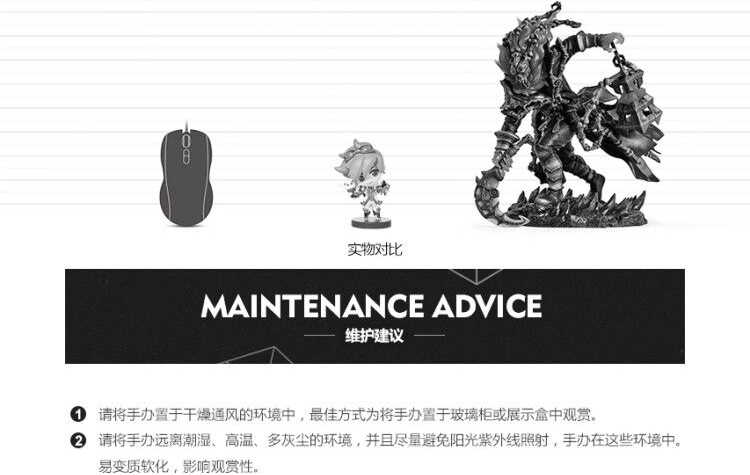 实物对比
MAINTENANCE ADVICE
维护建议
1 请将手办置于干燥通风的环境中，最佳方式为将手办置于玻璃柜或展示盒中观赏。
2 请将手办远离潮湿、高温、多灰尘的环境，并且尽量避免阳光紫外线照射，手办在这些环境中。
易变质软化，影响观赏性。